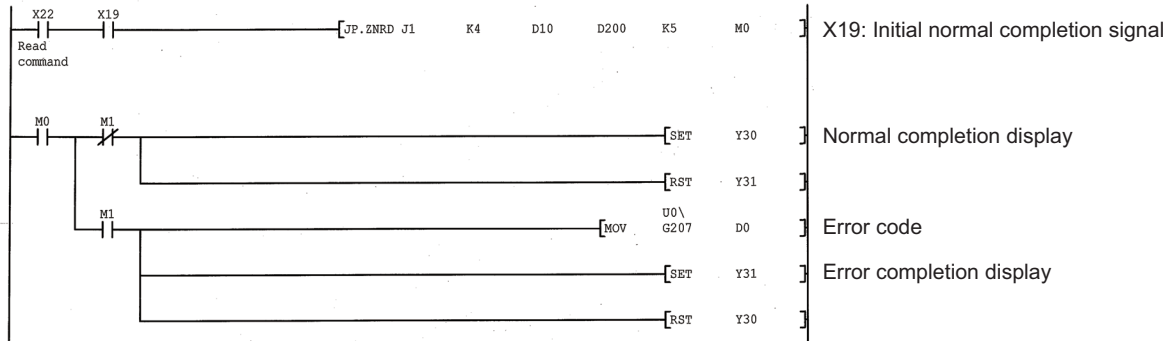 X22 X19
[JP.ZNRD J1 K4 D10 D200 K5 M0 ] X19: Initial normal completion signal
Read
command
M0 M1
[SET Y30 ] Normal completion display
[RST Y31 ]
M1
[MOV U0\
G207 D0 ] Error code
[SET Y31 ] Error completion display
[RST Y30 ]